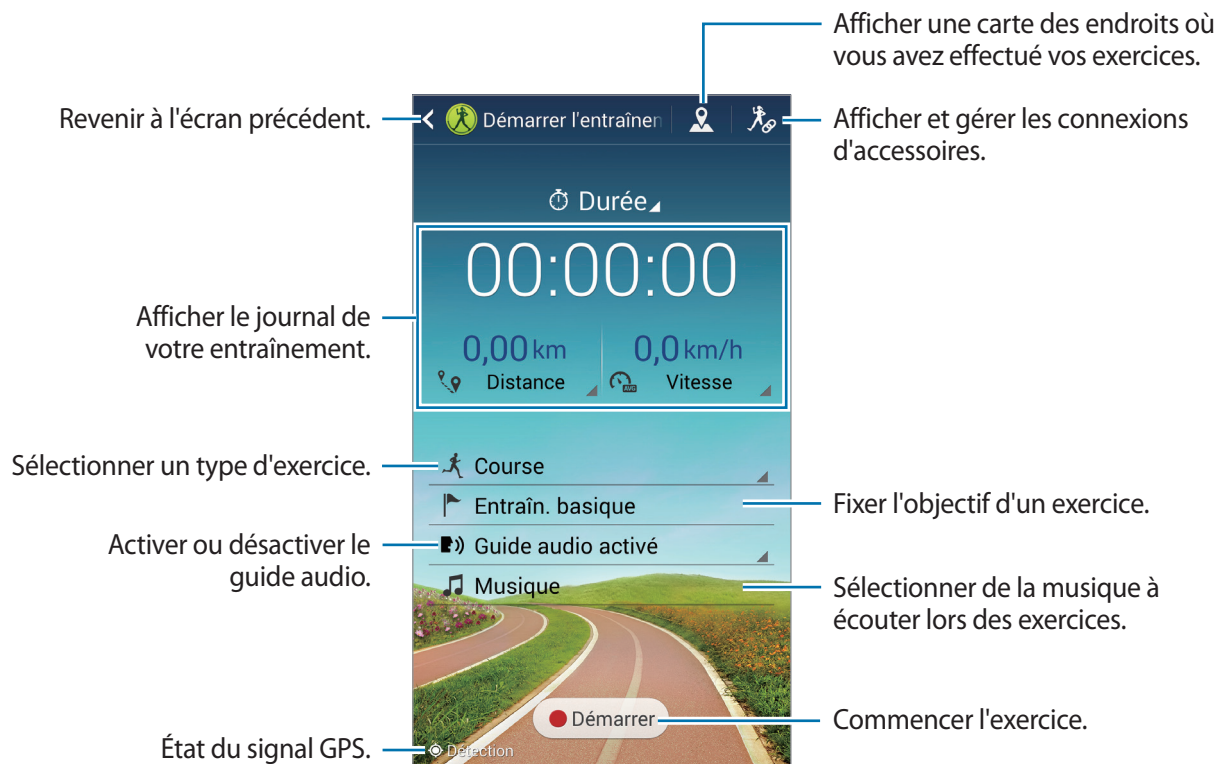 Afficher une carte des endroits où
vous avez effectué vos exercices.
Revenir à l'écran précédent.
Démarrer l'entraînen
Afficher et gérer les connexions
d'accessoires.
Durée
00:00:00
Afficher le journal de
votre entraînement.
0,00 km
0,0 km/h
Distance
AVG
Vitesse
Sélectionner un type d'exercice.
Course
Entraîn. basique
Fixer l'objectif d'un exercice.
Activer ou désactiver le
guide audio.
Guide audio activé
Musique
Sélectionner de la musique à
écouter lors des exercices.
Démarrer
Commencer l'exercice.
État du signal GPS.
Détection